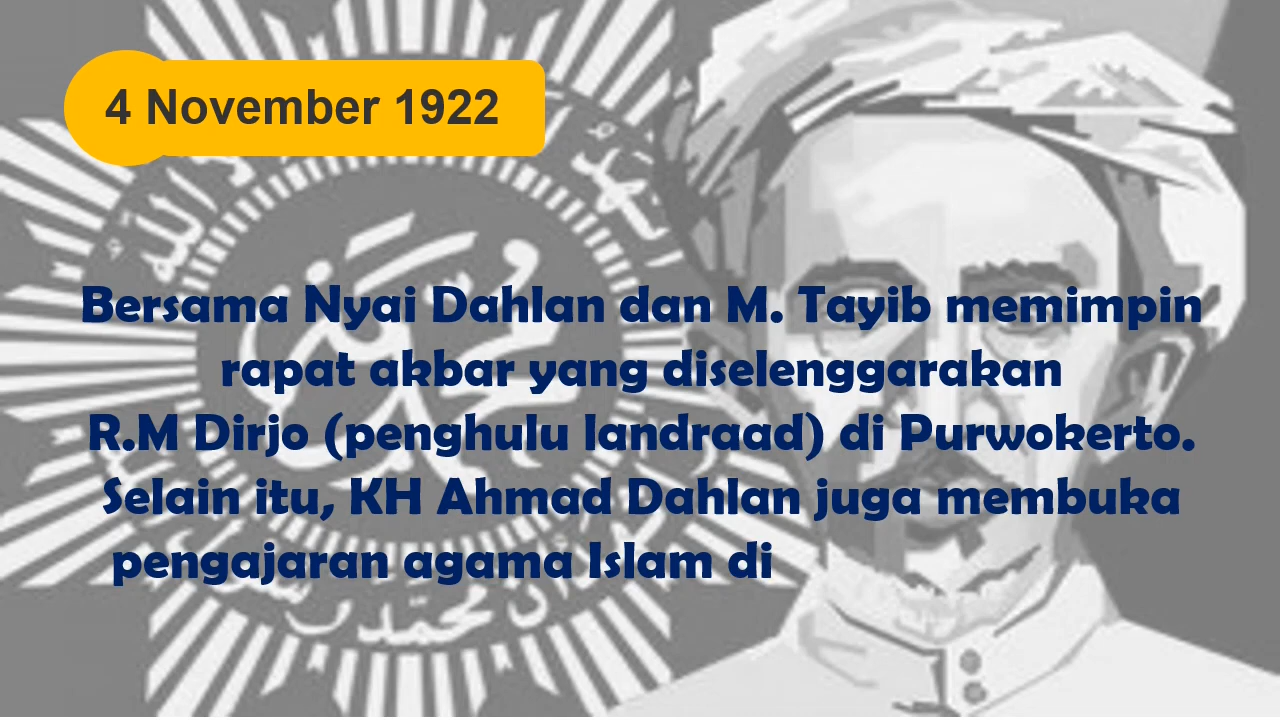 4 November 1922
Bersama Nyai Dahlan dan M. Tayib memimpin
rapat akbar yang diselenggarakan
R.M Dirjo (penghulu landraad) di Purwokerto.
Selain itu, KH Ahmad Dahlan juga membuka
pengajaran agama Islam di
محمدية